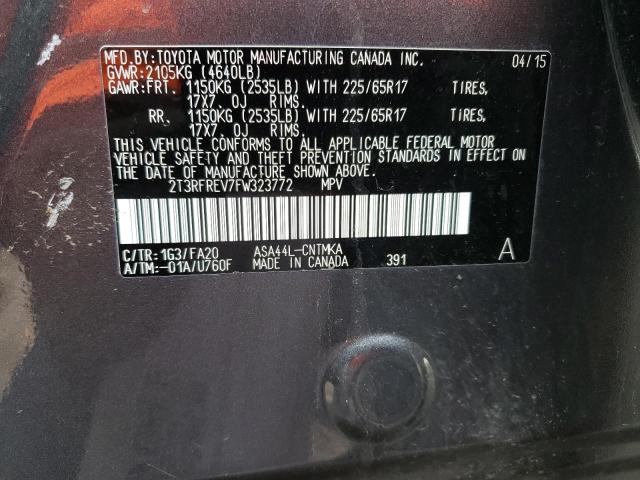 MFD.BY:TOYOTA MOTOR MANUFACTURING CANADA INC. 04/15
GVWR:2105KG (4640LB)
GAWR:FRT. 1150KG (2535LB) WITH 225/65R17 TIRES,
17X7. 0J RIMS.
RR. 1150KG (2535LB) WITH 225/65R17 TIRES,
17X7. 0J RIMS.
THIS VEHICLE CONFORMS TO ALL APPLICABLE FEDERAL MOTOR
VEHICLE SAFETY AND THEFT PREVENTION STANDARDS IN EFFECT ON
THE DATE OF MANUFACTURE SHOWN ABOVE.
2T3RFREV7FW323772 MPV
C/TR: 1G3/FA20 ASA44L-CNTMKA A
A/TM:-01A/U760F MADE IN CANADA 391